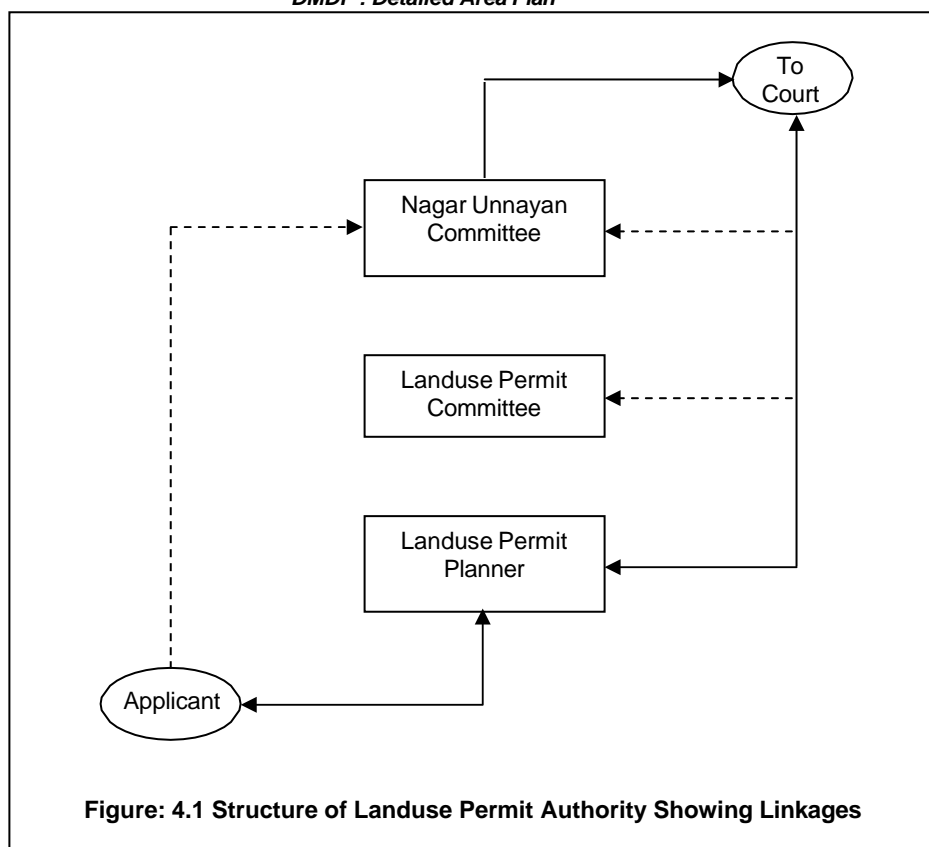 DMDP : Detailed Area Plan
To
Court
Nagar Unnayan
Committee
Landuse Permit
Committee
Landuse Permit
Planner
Applicant
Figure: 4.1 Structure of Landuse Permit Authority Showing Linkages